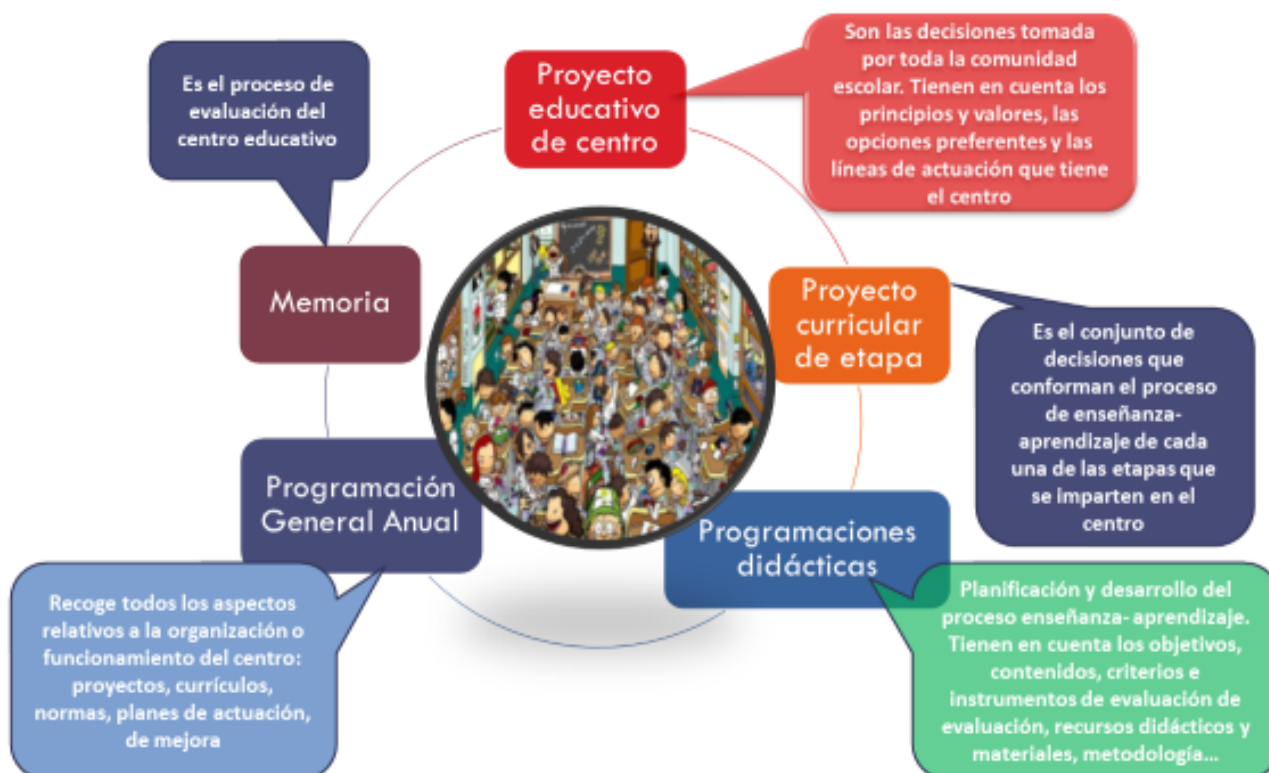 Proyecto
educativo
de centro
Son las decisiones tomada
por toda la comunidad
escolar. Tienen en cuenta los
principios y valores, las
opciones preferentes y las
líneas de actuación que tiene
el centro
Proyecto
curricular
de etapa
Es el conjunto de
decisiones que
conforman el proceso
de enseñanza-
aprendizaje de cada
una de las etapas que
se imparten en el
centro
Programaciones
didácticas
Planificación y desarrollo del
proceso enseñanza- aprendizaje.
Tienen en cuenta los objetivos,
contenidos, criterios e
instrumentos de evaluación de
evaluación, recursos didácticos y
materiales, metodología...
Programación
General Anual
Recoge todos los aspectos
relativos a la organización o
funcionamiento del centro:
proyectos, currículos,
normas, planes de actuación,
de mejora
Memoria
Es el proceso de
evaluación del
centro educativo